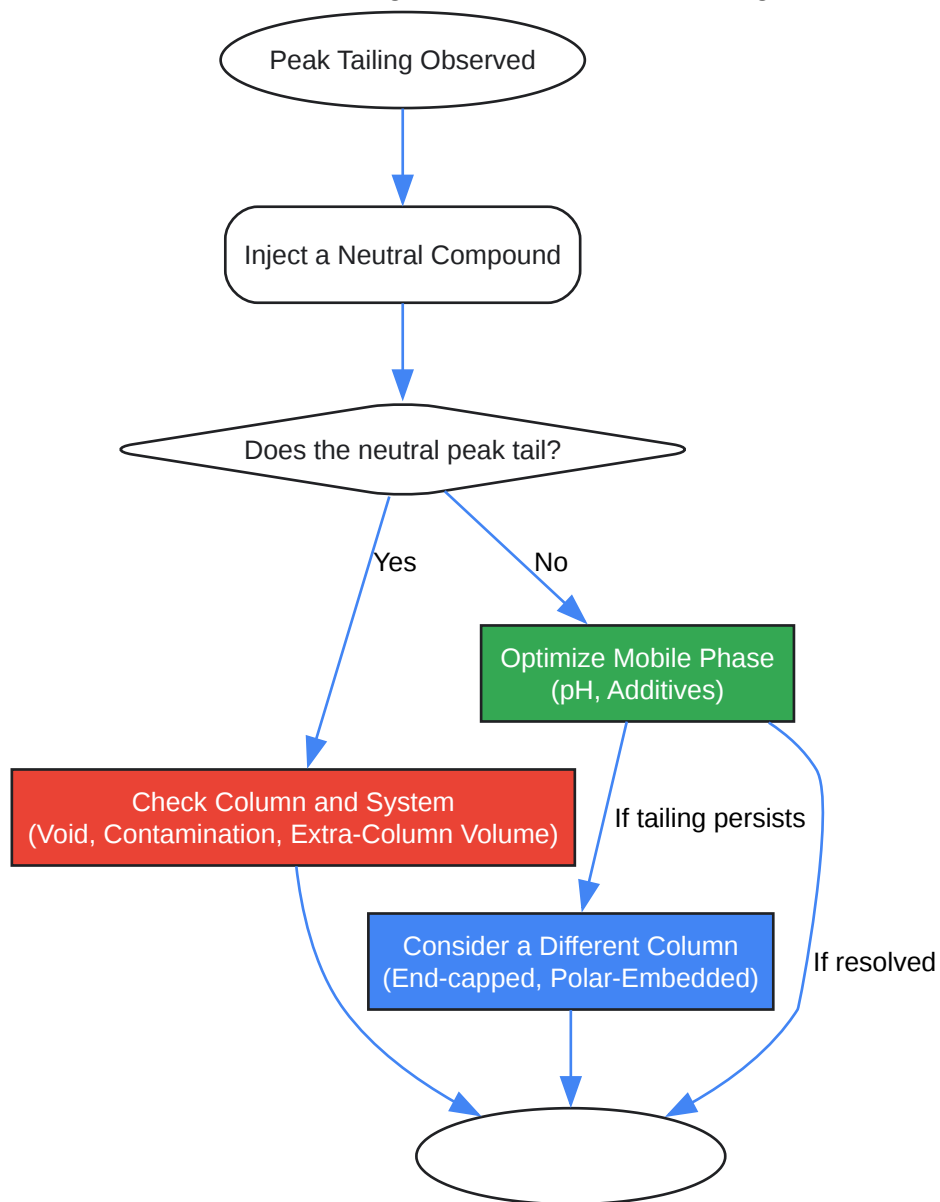 Peak Tailing Observed
Inject a Neutral Compound
Does the neutral peak tail?
Yes
No
Optimize Mobile Phase
(pH, Additives)
Check Column and System
(Void, Contamination, Extra-Column Volume)
If tailing persists
Consider a Different Column
(End-capped, Polar-Embedded)
If resolved